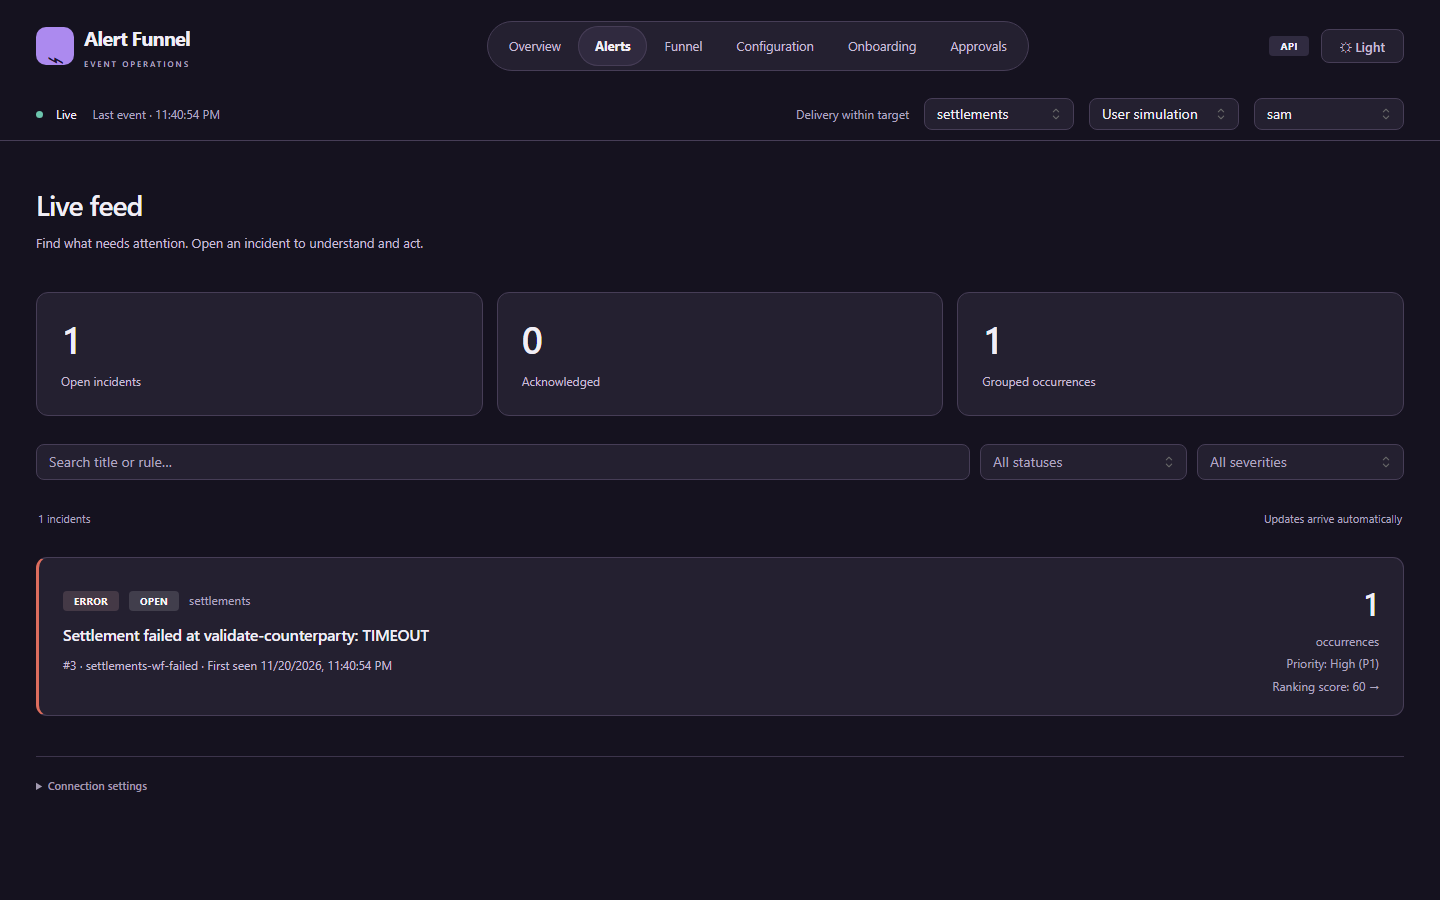 Alert Funnel
EVENT OPERATIONS
Overview
Alerts
Funnel
Configuration
Onboarding
Approvals
API
Light
Live
Last event · 11:40:54 PM
Delivery within target
settlements
User simulation
sam
Live feed
Find what needs attention. Open an incident to understand and act.
1
Open incidents
0
Acknowledged
1
Grouped occurrences
Search title or rule...
All statuses
All severities
1 incidents
Updates arrive automatically
ERROR
OPEN
settlements
Settlement failed at validate-counterparty: TIMEOUT
#3 · settlements-wf-failed · First seen 11/20/2026, 11:40:54 PM
1
occurrences
Priority: High (P1)
Ranking score: 60 →
Connection settings